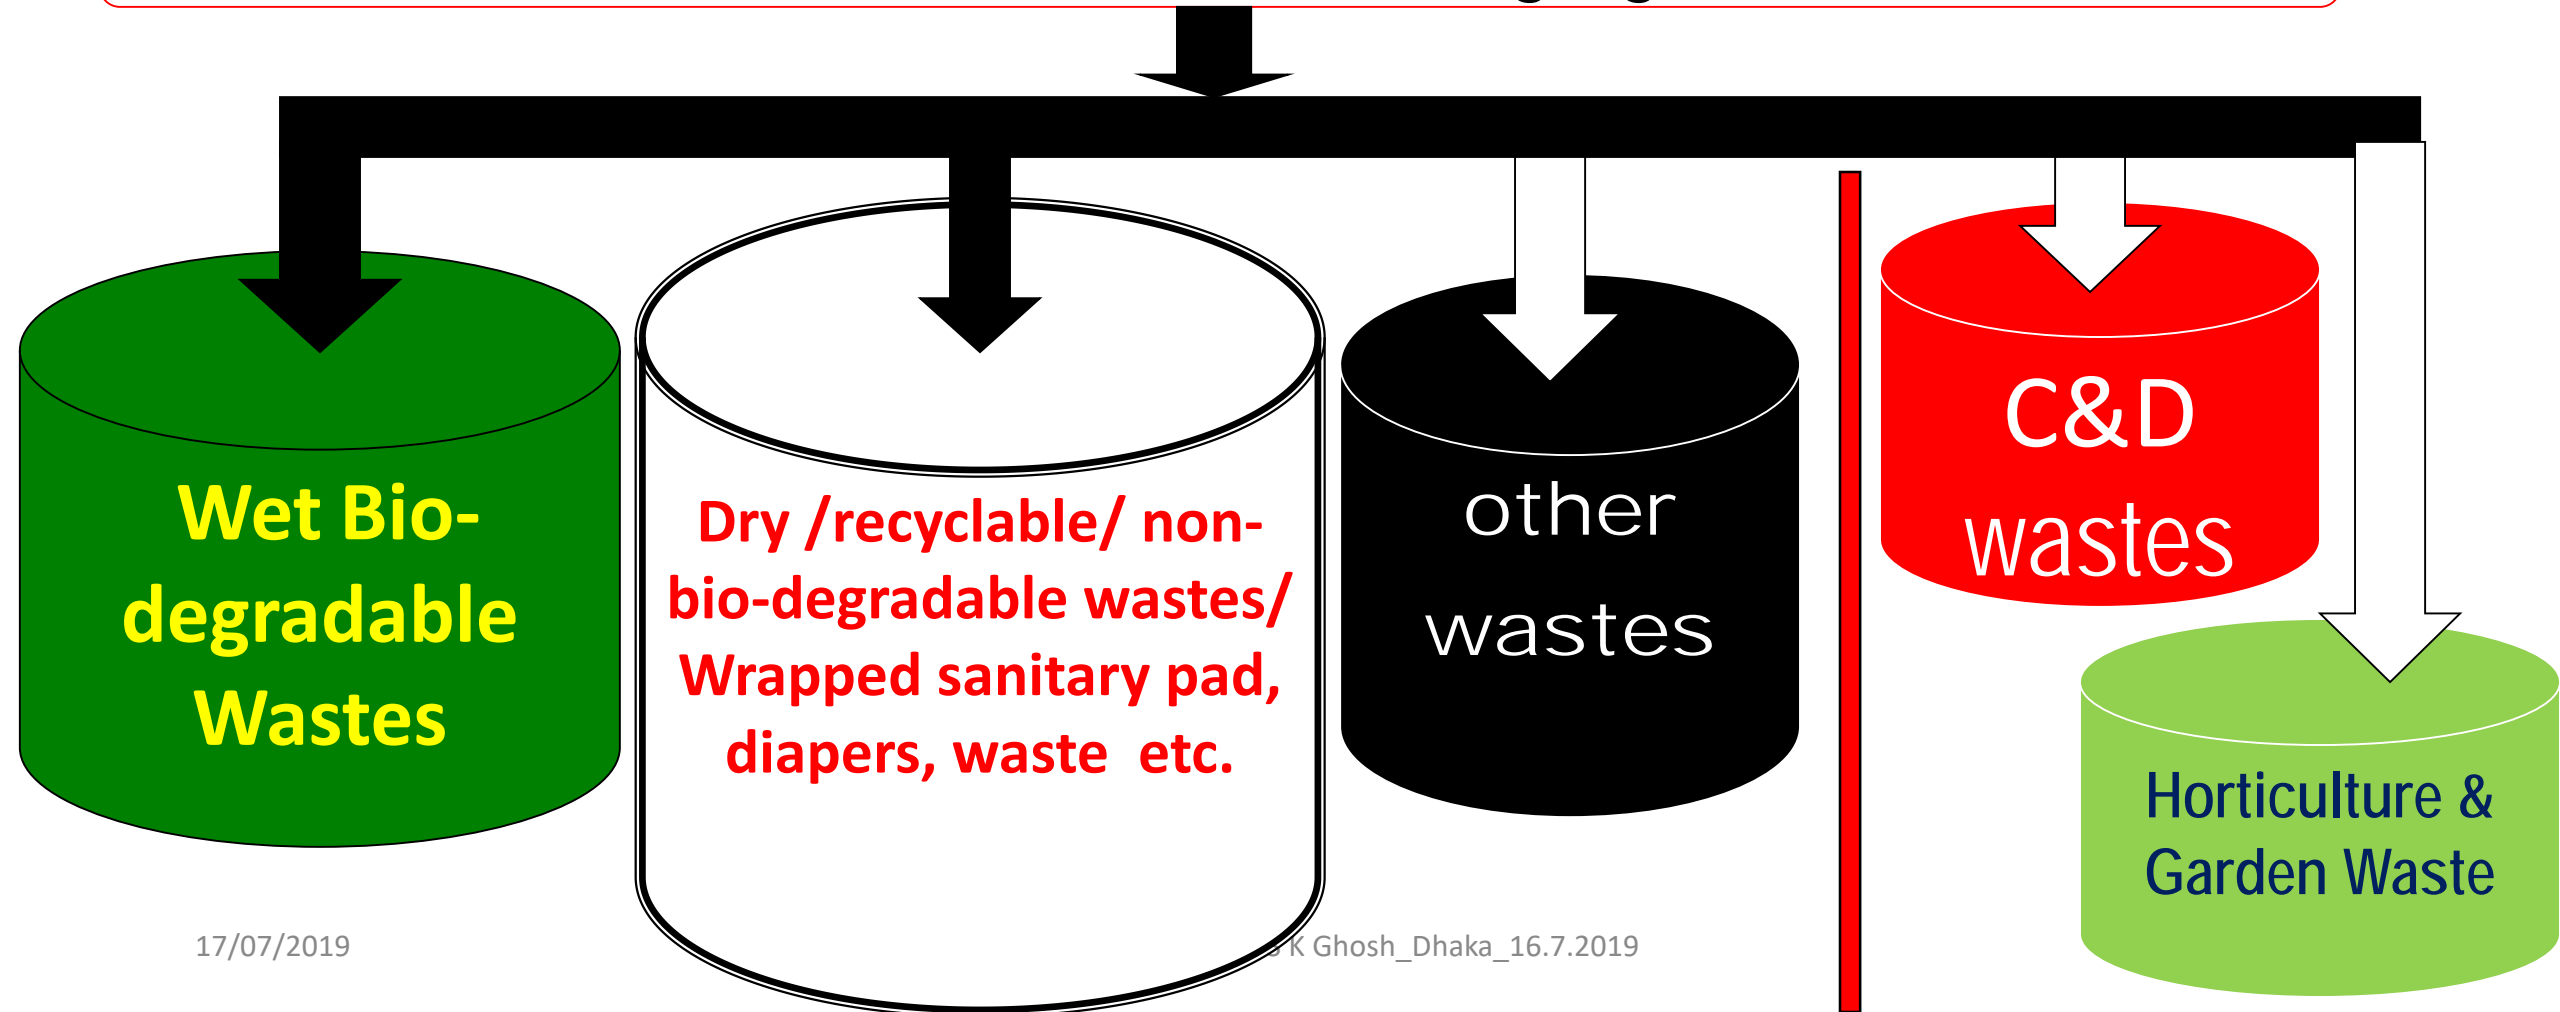 Wet Bio-
degradable
Wastes
Dry /recyclable/ non-
bio-degradable wastes/
Wrapped sanitary pad,
diapers, waste etc.
other
wastes
C&D
wastes
Horticulture &
Garden Waste
17/07/2019
K Ghosh_Dhaka_16.7.2019